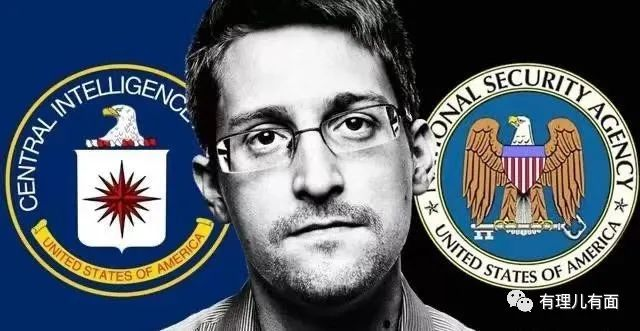 CENTRAL INTELLIGENCE
UNITED STATES OF AMERICA
SECURITY AGENCY
UNITED STATES OF AMERICA
有理儿有面